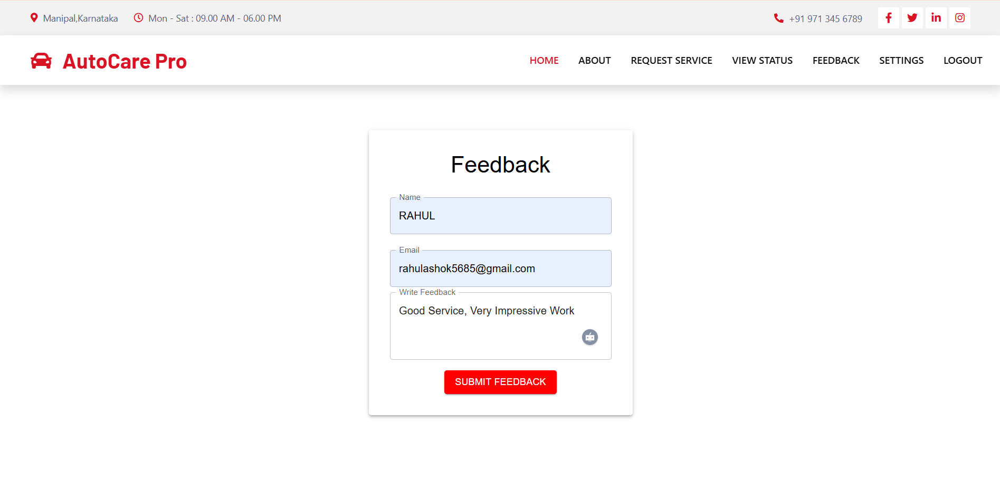 Manipal,Karnataka
Mon - Sat : 09.00 AM - 06.00 PM
+91 971 345 6789
AutoCare Pro
HOME
ABOUT
REQUEST SERVICE
VIEW STATUS
FEEDBACK
SETTINGS
LOGOUT
Feedback
Name
RAHUL
Email
rahulashok5685@gmail.com
Write Feedback
Good Service, Very Impressive Work
SUBMIT FEEDBACK